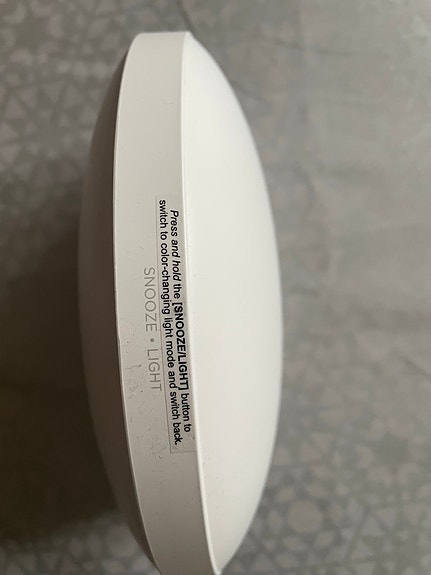 Press and hold the [SNOOZE/LIGHT] button to
switch to color-changing light mode and switch back.
SNOOZE • LIGHT